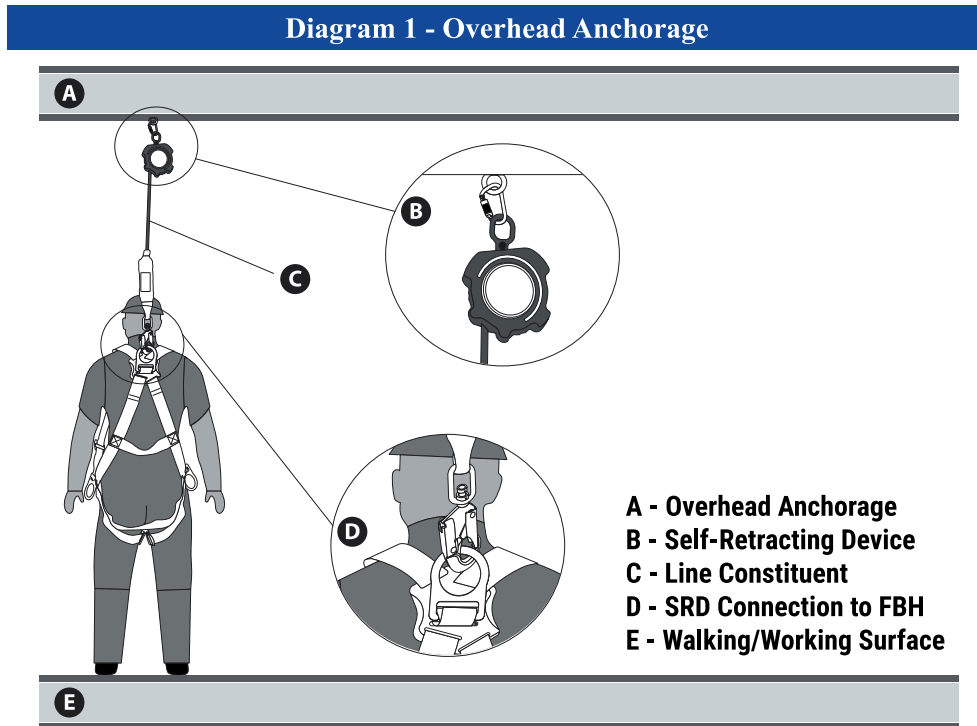 Diagram 1 - Overhead Anchorage
A
B
C
D
A - Overhead Anchorage
B - Self-Retracting Device
C - Line Constituent
D - SRD Connection to FBH
E - Walking/Working Surface
E